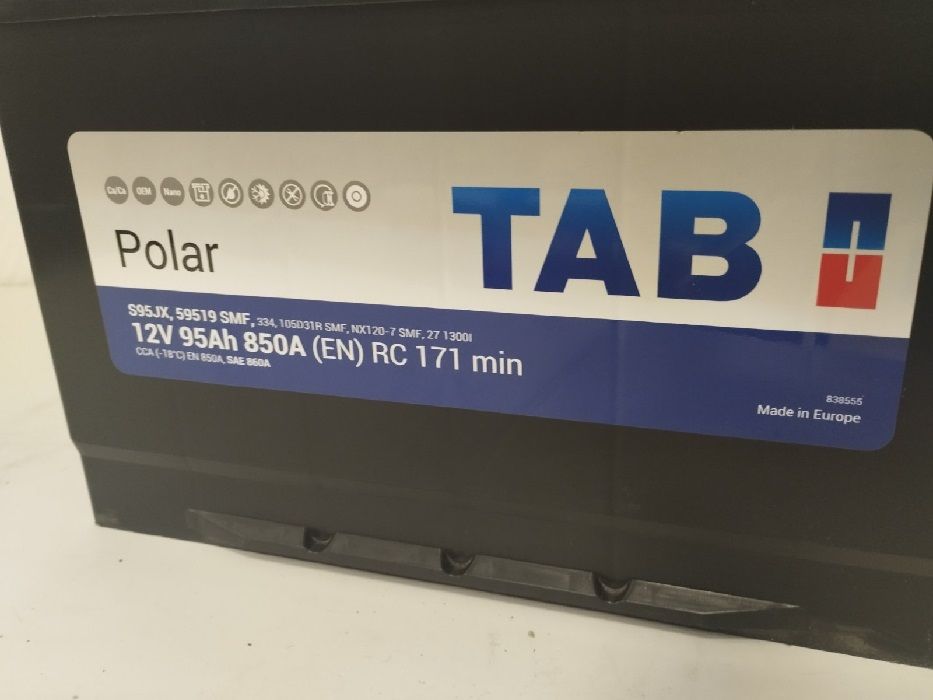 Ca/Ca OEM Nano
Polar
TAB
S95JX, 59519 SMF, 334, 105D31R SMF, NX120-7 SMF, 27 1300I
12V 95Ah 850A (EN) RC 171 min
CCA (-18°C) EN 850A, SAE 860A
838555
Made in Europe